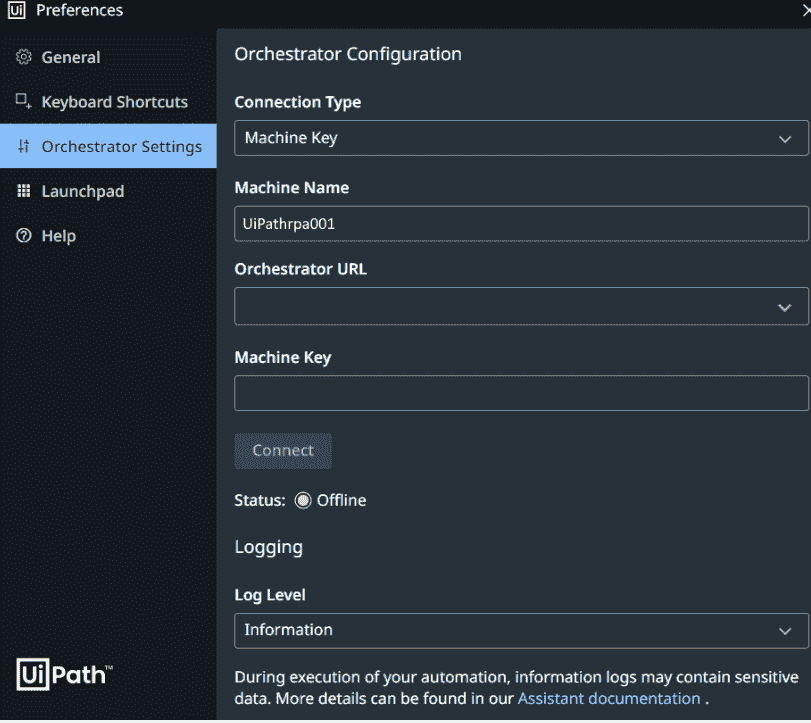 Ui Preferences
General
Keyboard Shortcuts
Orchestrator Settings
Launchpad
Help
Orchestrator Configuration
Connection Type
Machine Key
Machine Name
UiPathrpa001
Orchestrator URL
Machine Key
Connect
Status: Offline
Logging
Log Level
Information
During execution of your automation, information logs may contain sensitive
data. More details can be found in our Assistant documentation .
UiPath™